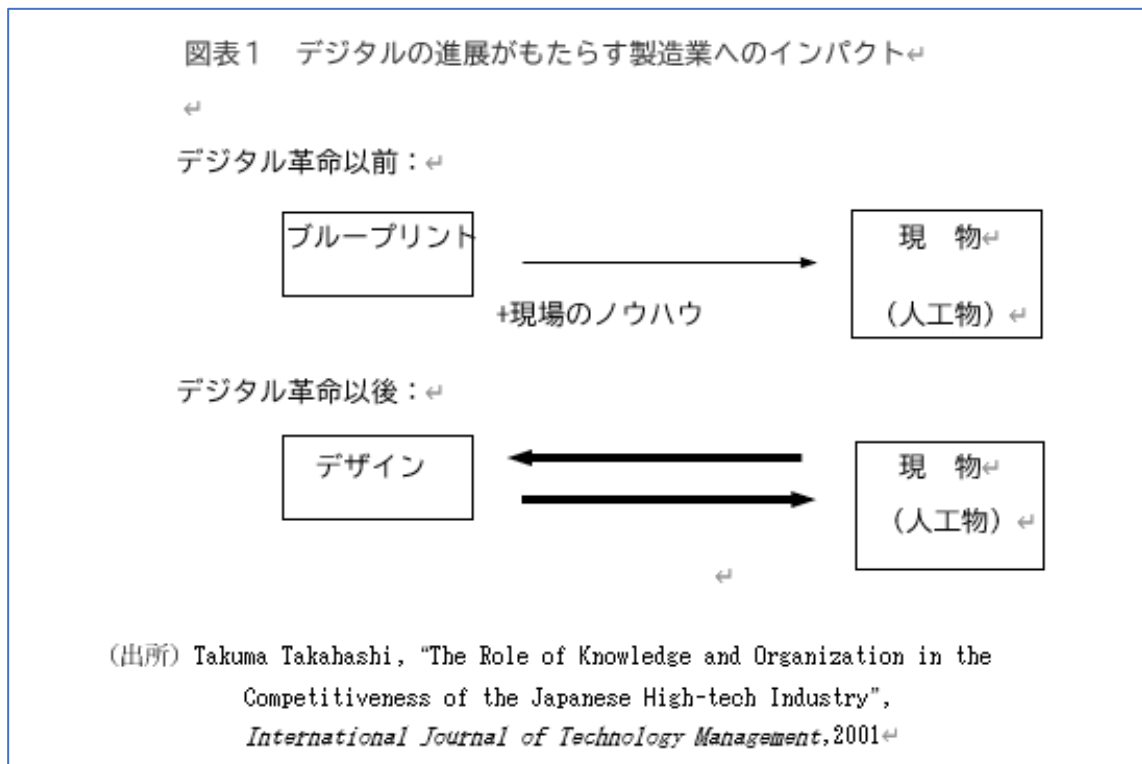 図表１　デジタルの進展がもたらす製造業へのインパクト↵
↵
デジタル革命以前：↵
ブループリント
現　物↵
+現場のノウハウ
（人工物）↵
デジタル革命以後：↵
デザイン
現　物↵
（人工物）↵
↵
（出所）Takuma Takahashi, “The Role of Knowledge and Organization in the
Competitiveness of the Japanese High-tech Industry”,
International Journal of Technology Management,2001↵